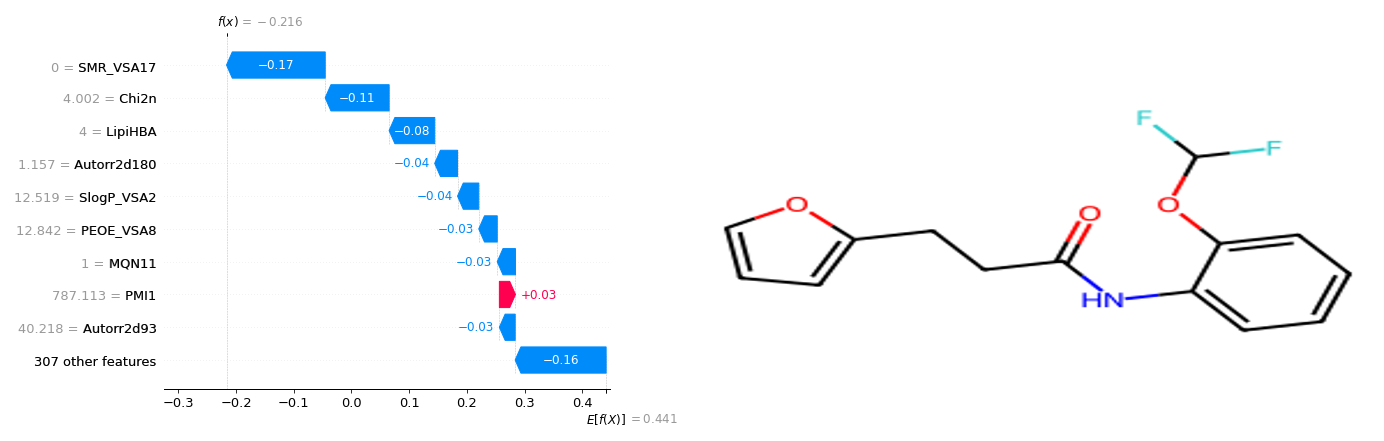 f(x) = −0.216
0 = SMR_VSA17
−0.17
4.002 = Chi2n
−0.11
4 = LipiHBA
−0.08
1.157 = Autorr2d180
−0.04
12.519 = SlogP_VSA2
−0.04
12.842 = PEOE_VSA8
−0.03
1 = MQN11
−0.03
787.113 = PMI1
+0.03
40.218 = Autorr2d93
−0.03
307 other features
−0.16
−0.3 −0.2 −0.1 0.0 0.1 0.2 0.3 0.4
E[f(X)] = 0.441
F
F
O
O
O
HN